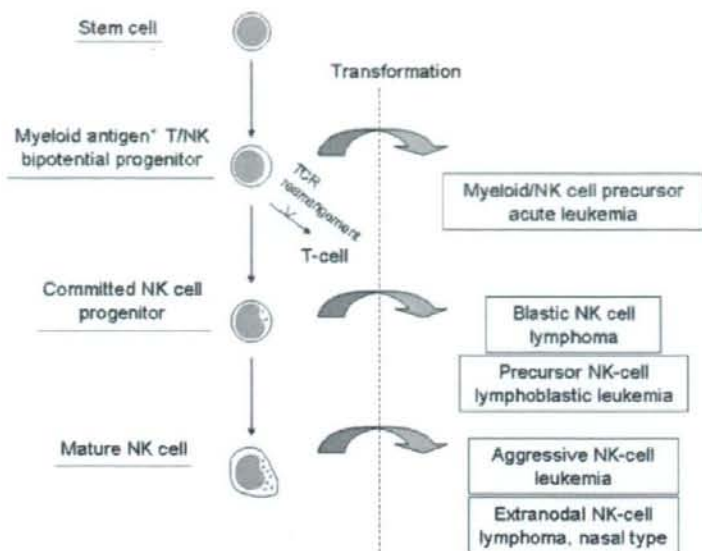 Stem cell
Transformation
Myeloid antigen⁺ T/NK
bipotential progenitor
TCR
rearrangement
T-cell
Myeloid/NK cell precursor
acute leukemia
Committed NK cell
progenitor
Blastic NK cell
lymphoma
Precursor NK-cell
lymphoblastic leukemia
Mature NK cell
Aggressive NK-cell
leukemia
Extranodal NK-cell
lymphoma, nasal type